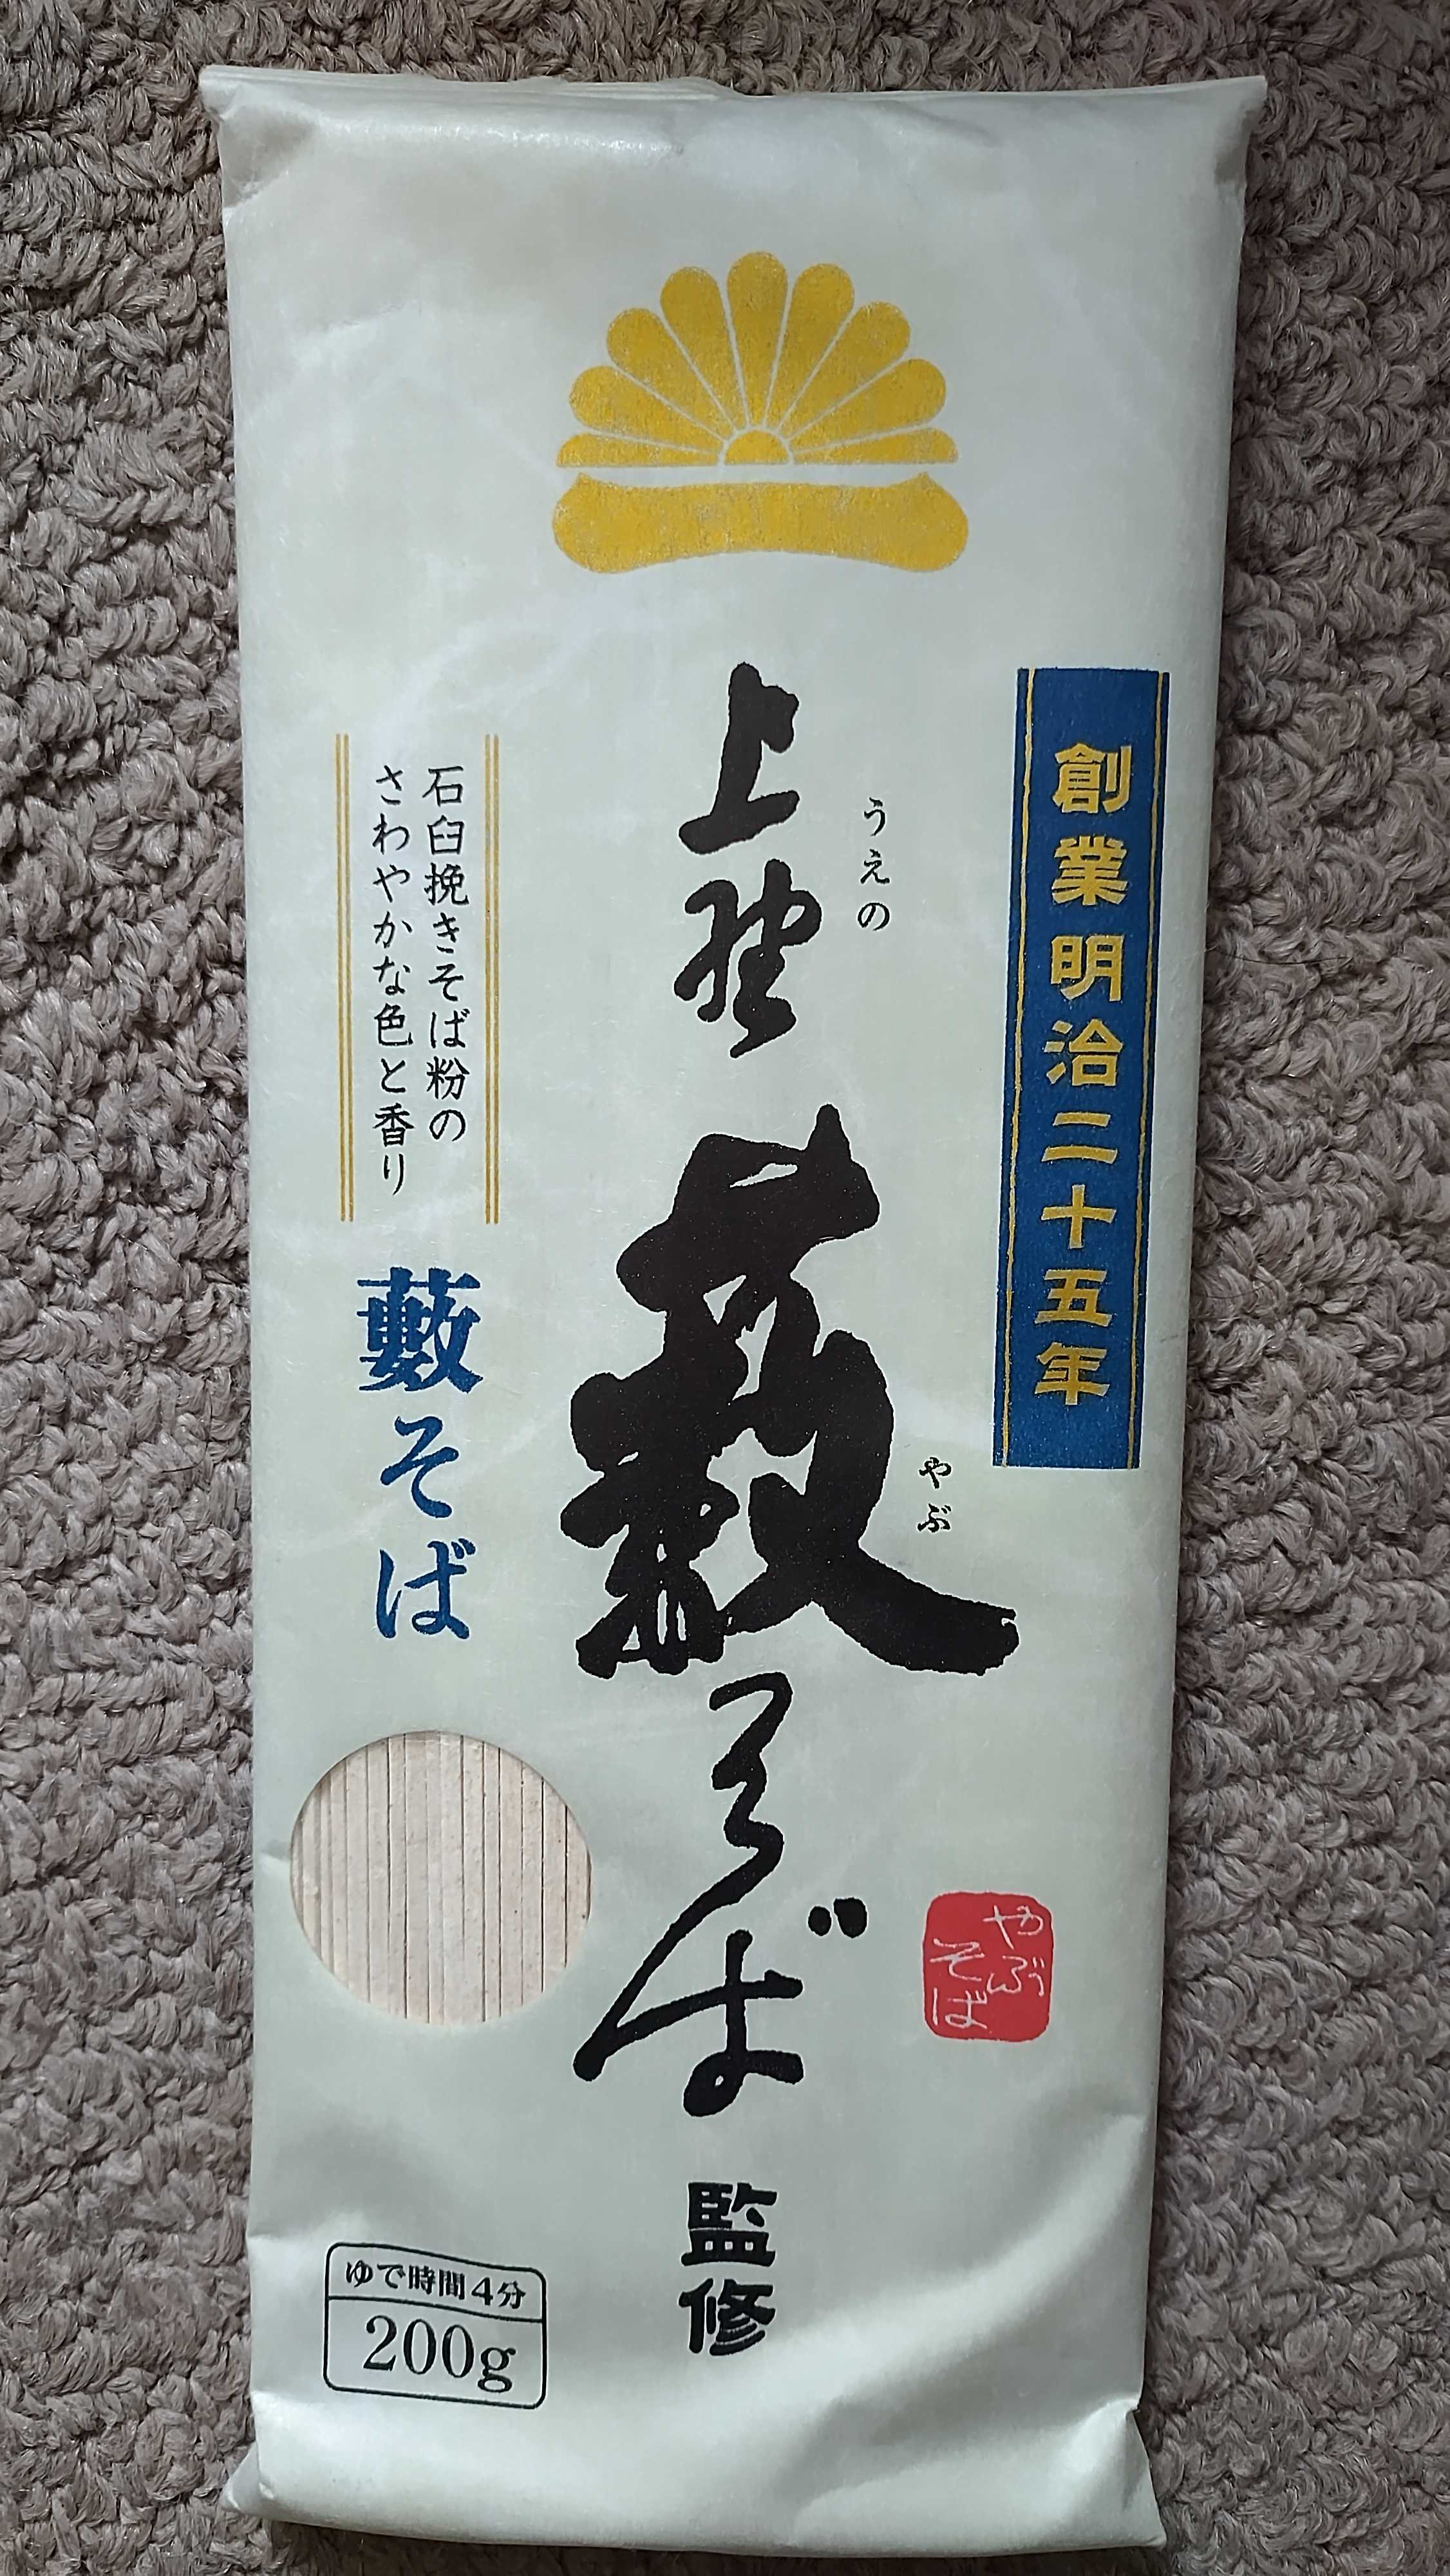 創業明治二十五年
うえの
上野
やぶ
藪そば
監修
やぶ
そば
石臼挽きそば粉の
さわやかな色と香り
藪そば
ゆで時間4分
200g